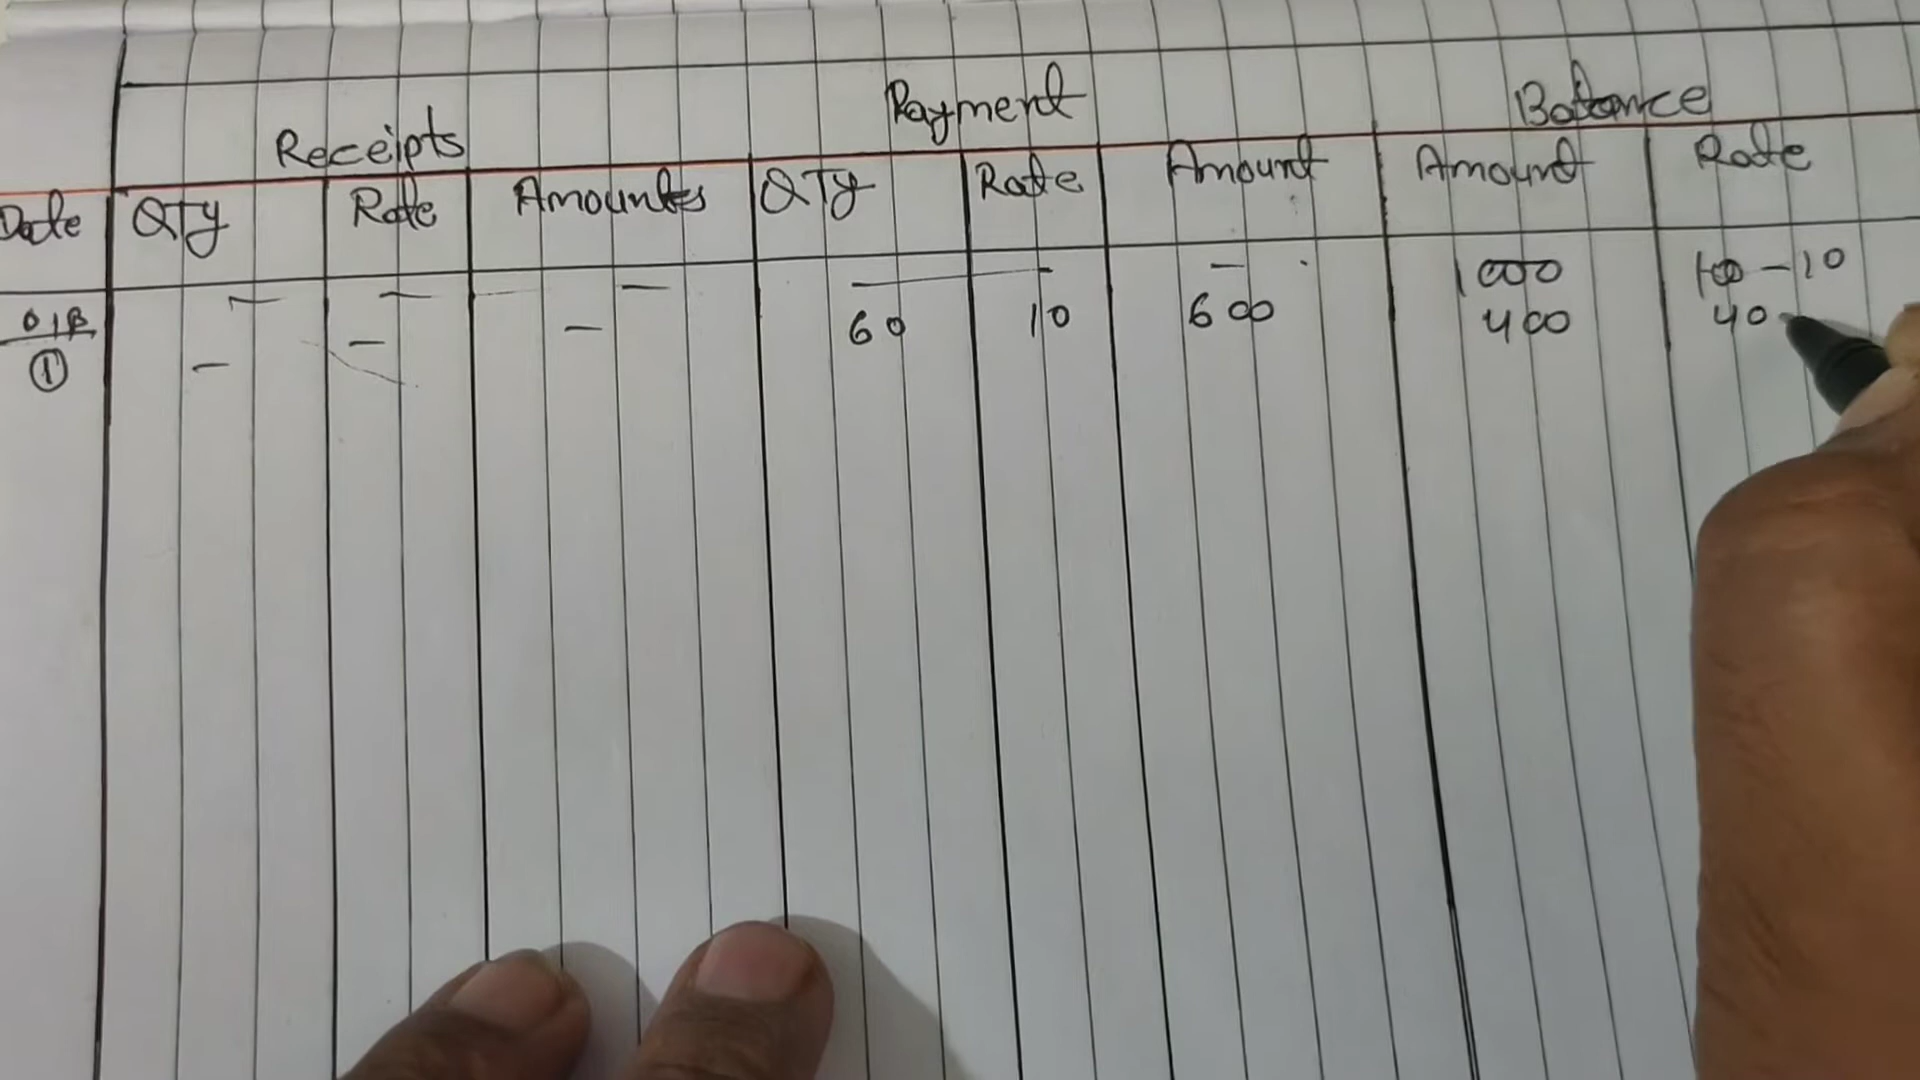 Receipts Payment Balance
Date QTY Rate Amountes QTY Rate Amount Amount Rate
O/B — — — — — — 1000 100 - 10
① — — — 60 10 600 400 40